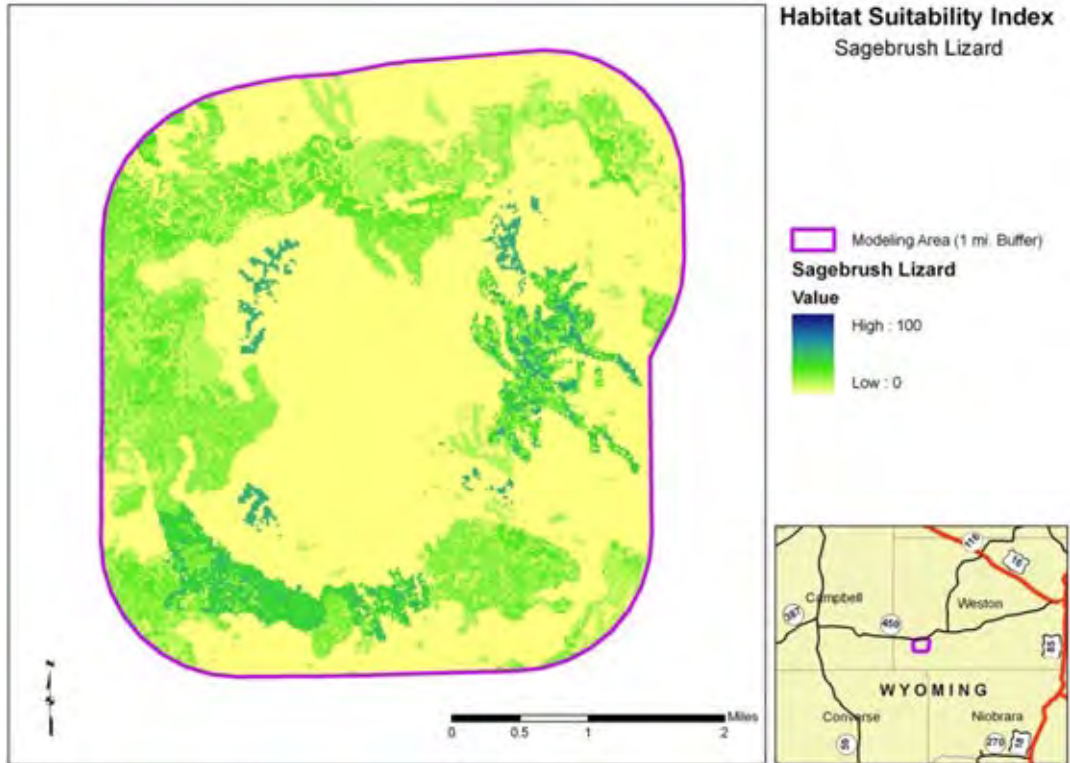 Habitat Suitability Index
Sagebrush Lizard
Modeling Area (1 mi. Buffer)
Sagebrush Lizard
Value
High : 100
Low : 0
N
Miles
0 0.5 1 2
116
16
Campbell
Weston
387
450
85
WYOMING
Converse
Niobrara
59
270
18